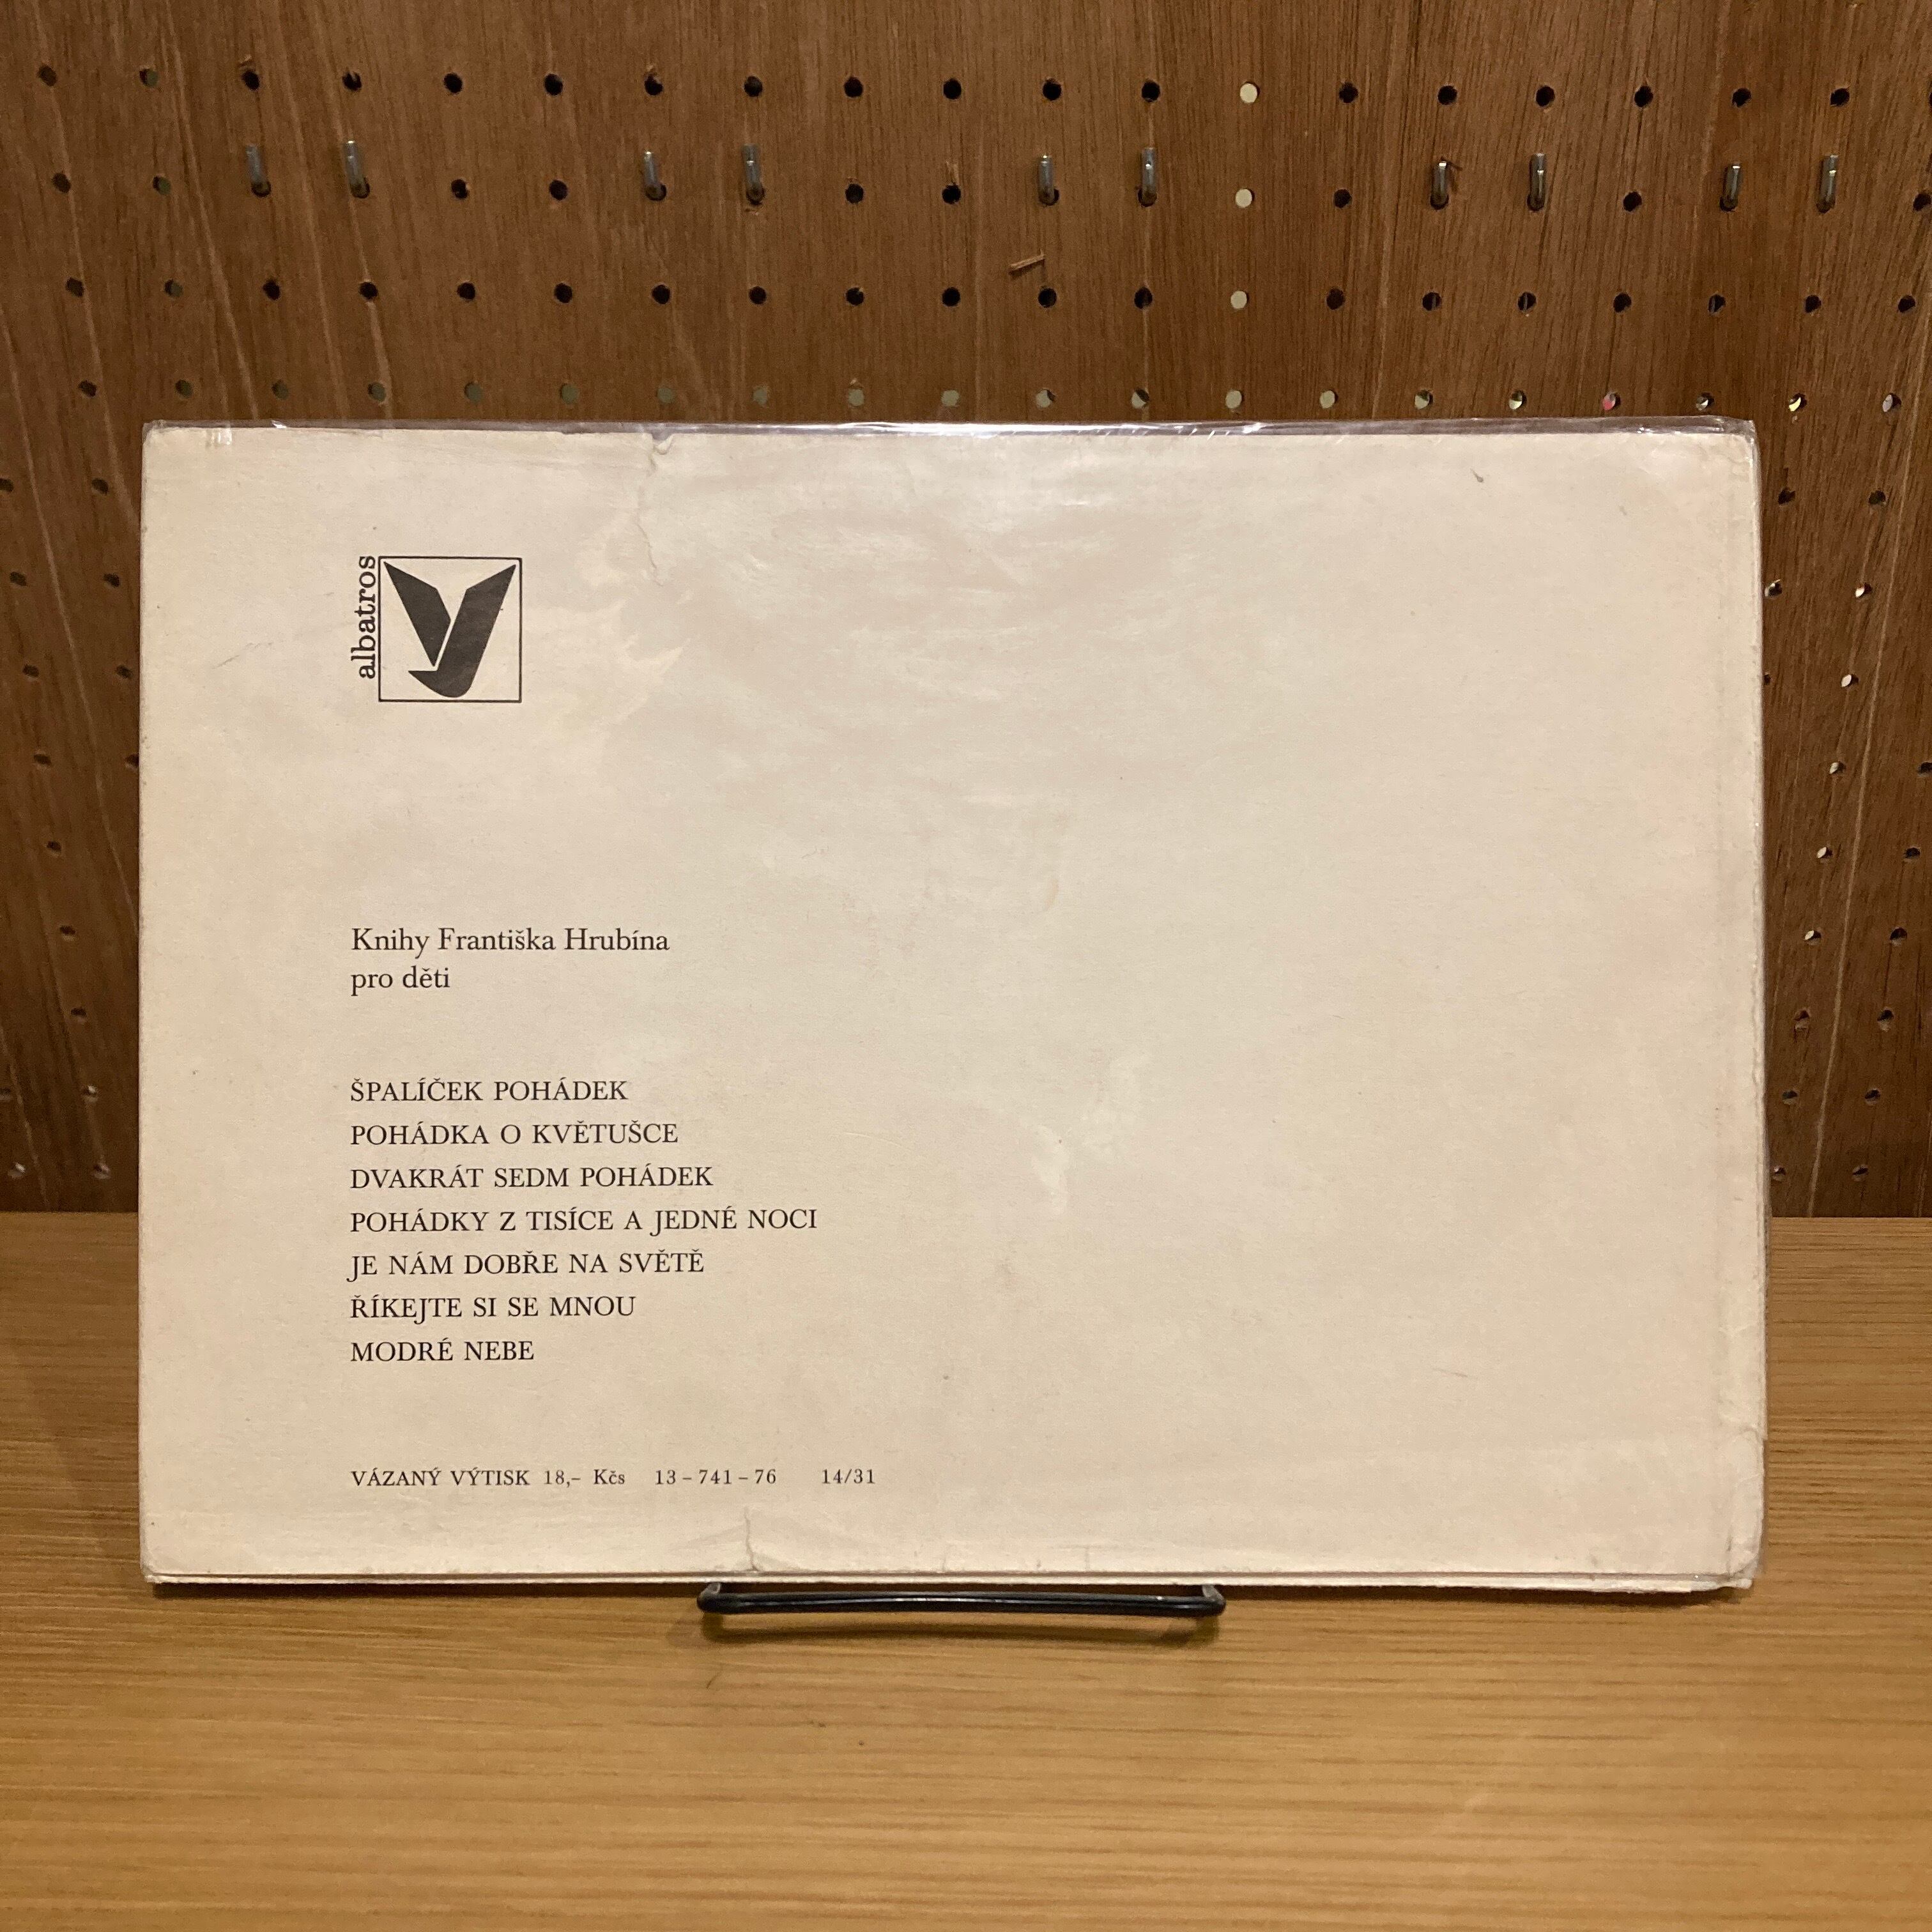 albatros
Knihy Františka Hrubína
pro děti
ŠPALÍČEK POHÁDEK
POHÁDKA O KVĚTUŠCE
DVAKRÁT SEDM POHÁDEK
POHÁDKY Z TISÍCE A JEDNÉ NOCI
JE NÁM DOBŘE NA SVĚTĚ
ŘÍKEJTE SI SE MNOU
MODRÉ NEBE
VÁZANÝ VÝTISK 18,– Kčs 13 – 741 – 76 14/31